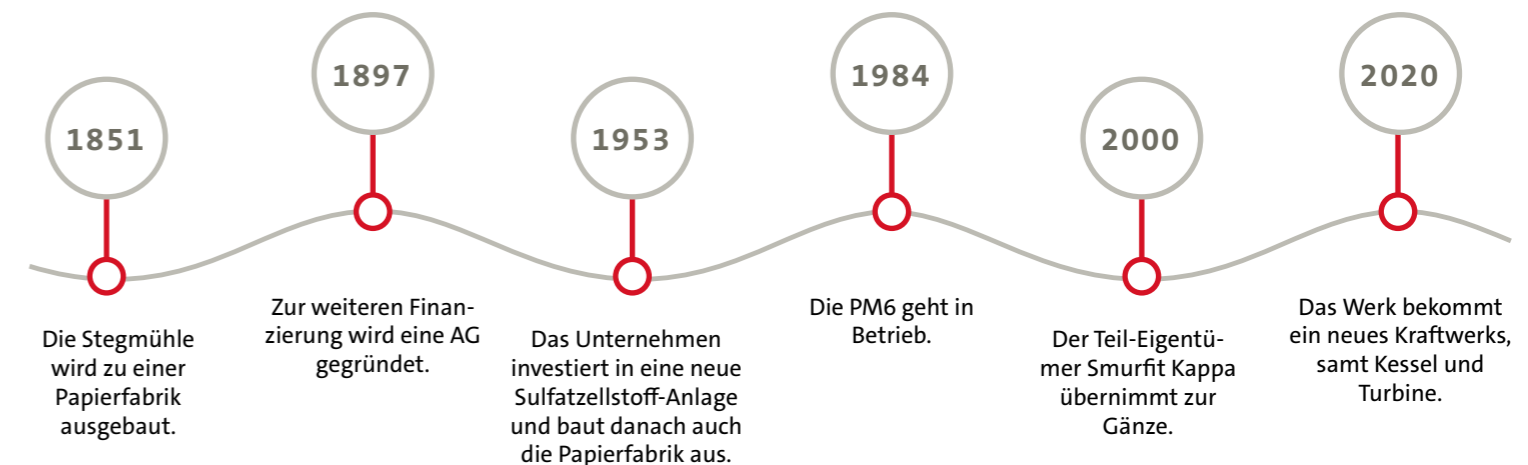 1851
Die Stegmühle
wird zu einer
Papierfabrik
ausgebaut.
1897
Zur weiteren Finan-
zierung wird eine AG
gegründet.
1953
Das Unternehmen
investiert in eine neue
Sulfatzellstoff-Anlage
und baut danach auch
die Papierfabrik aus.
1984
Die PM6 geht in
Betrieb.
2000
Der Teil-Eigentü-
mer Smurfit Kappa
übernimmt zur
Gänze.
2020
Das Werk bekommt
ein neues Kraftwerks,
samt Kessel und
Turbine.